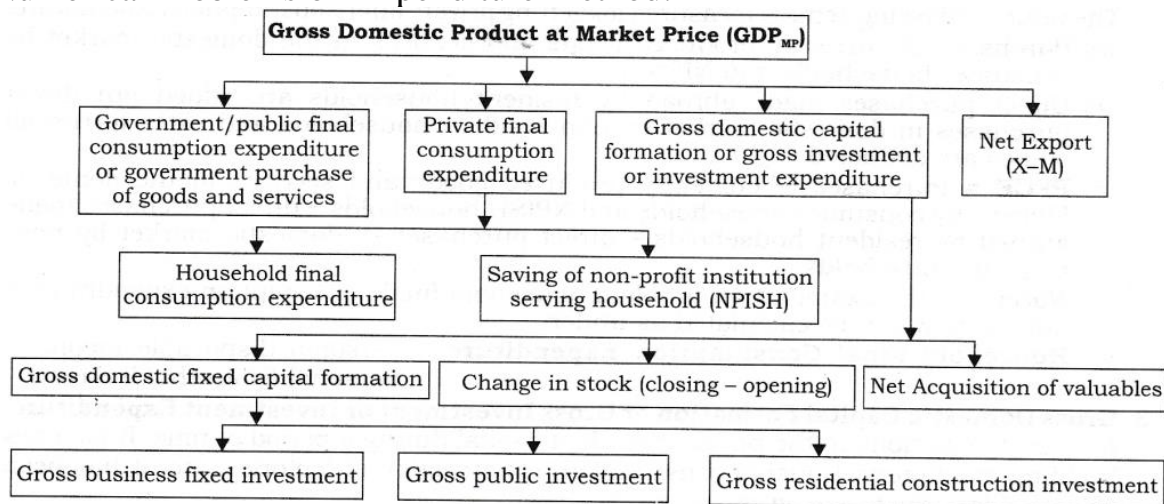 Gross Domestic Product at Market Price (GDPMP)
Government/public final
consumption expenditure
or government purchase
of goods and services
Private final
consumption
expenditure
Gross domestic capital
formation or gross investment
or investment expenditure
Net Export
(X–M)
Household final
consumption expenditure
Saving of non-profit institution
serving household (NPISH)
Gross domestic fixed capital formation
Change in stock (closing – opening)
Net Acquisition of valuables
Gross business fixed investment
Gross public investment
Gross residential construction investment